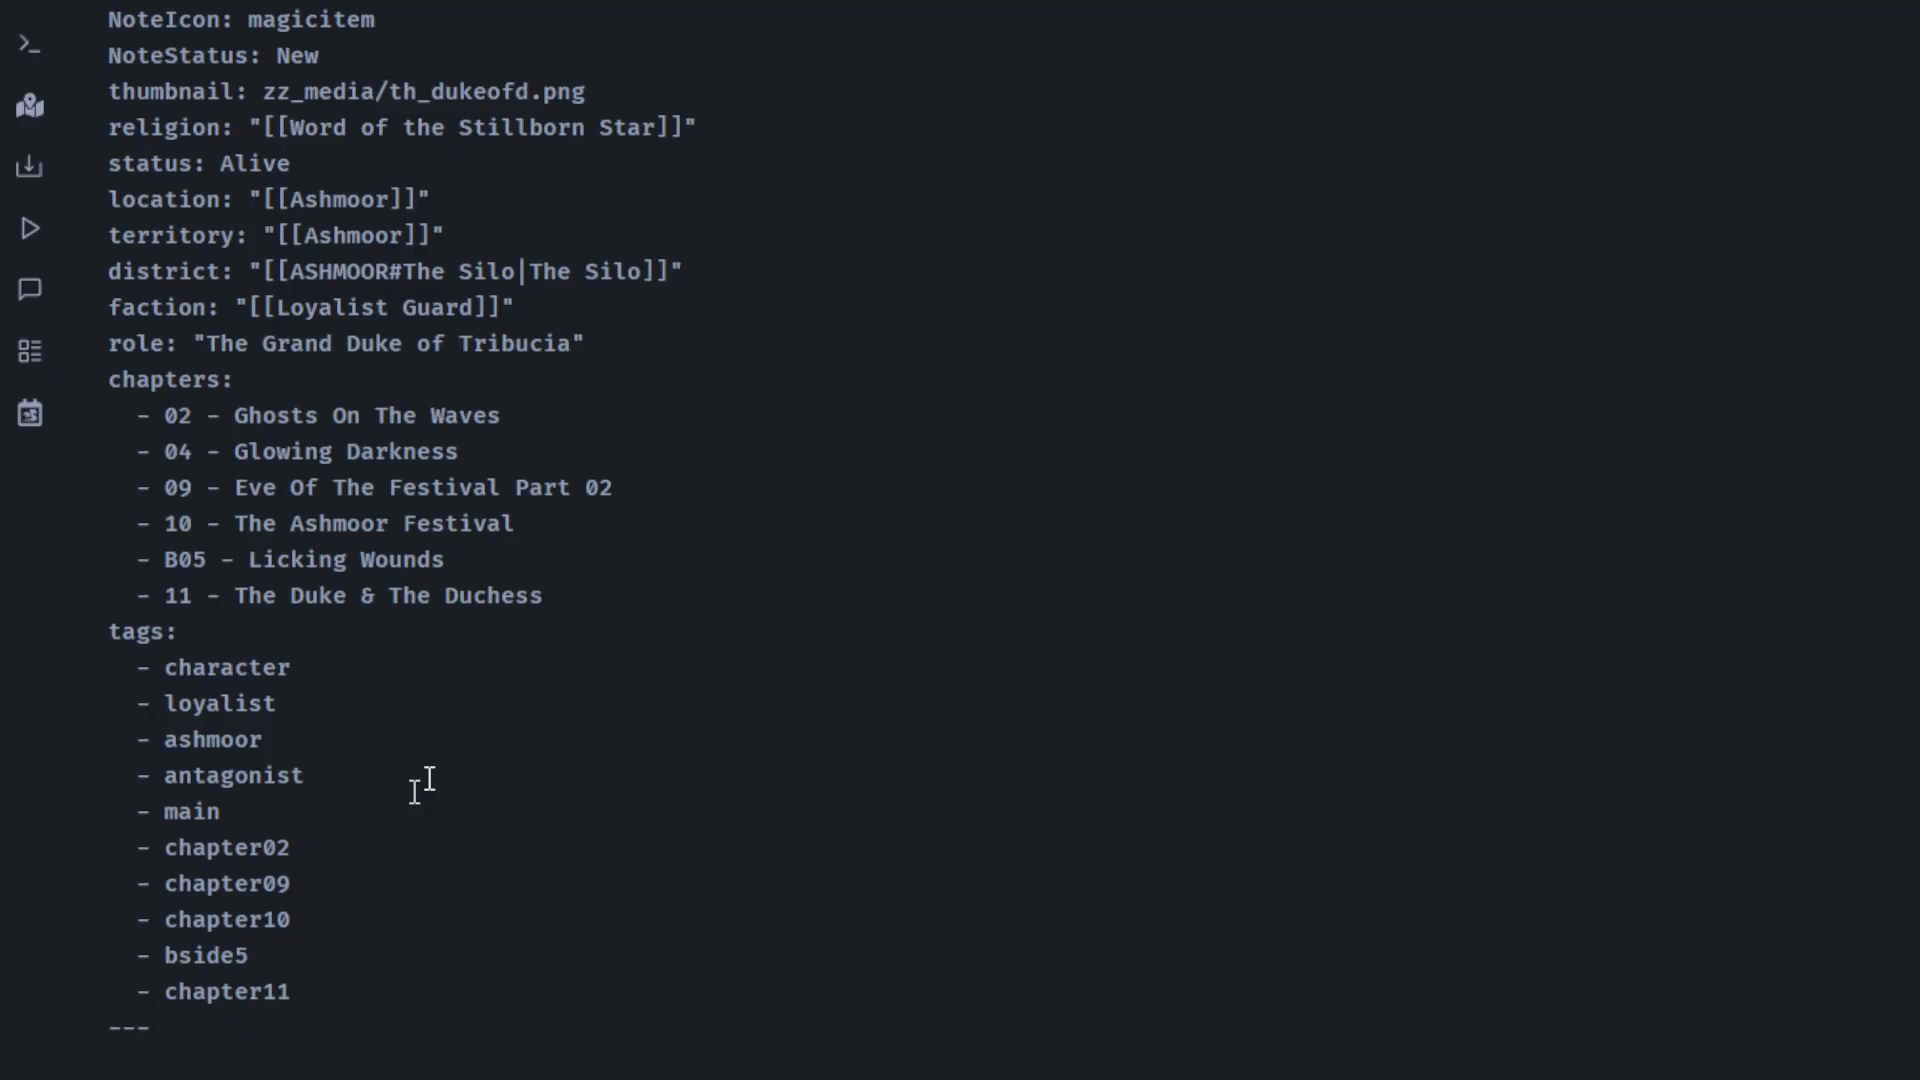 NoteIcon: magicitem
NoteStatus: New
thumbnail: zz_media/th_dukeofd.png
religion: "[[Word of the Stillborn Star]]"
status: Alive
location: "[[Ashmoor]]"
territory: "[[Ashmoor]]"
district: "[[ASHMOOR#The Silo|The Silo]]"
faction: "[[Loyalist Guard]]"
role: "The Grand Duke of Tribucia"
chapters:
- 02 - Ghosts On The Waves
- 04 - Glowing Darkness
- 09 - Eve Of The Festival Part 02
- 10 - The Ashmoor Festival
- B05 - Licking Wounds
- 11 - The Duke & The Duchess
tags:
- character
- loyalist
- ashmoor
- antagonist
- main
- chapter02
- chapter09
- chapter10
- bside5
- chapter11
---